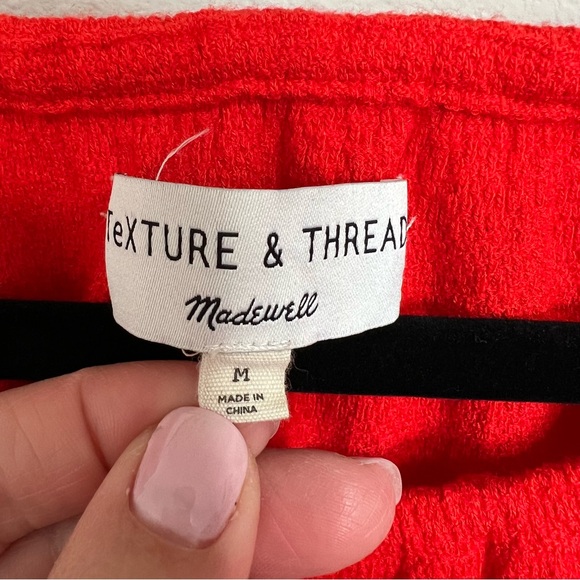 TeXTURE & THREAD
Madewell
M
MADE IN
CHINA